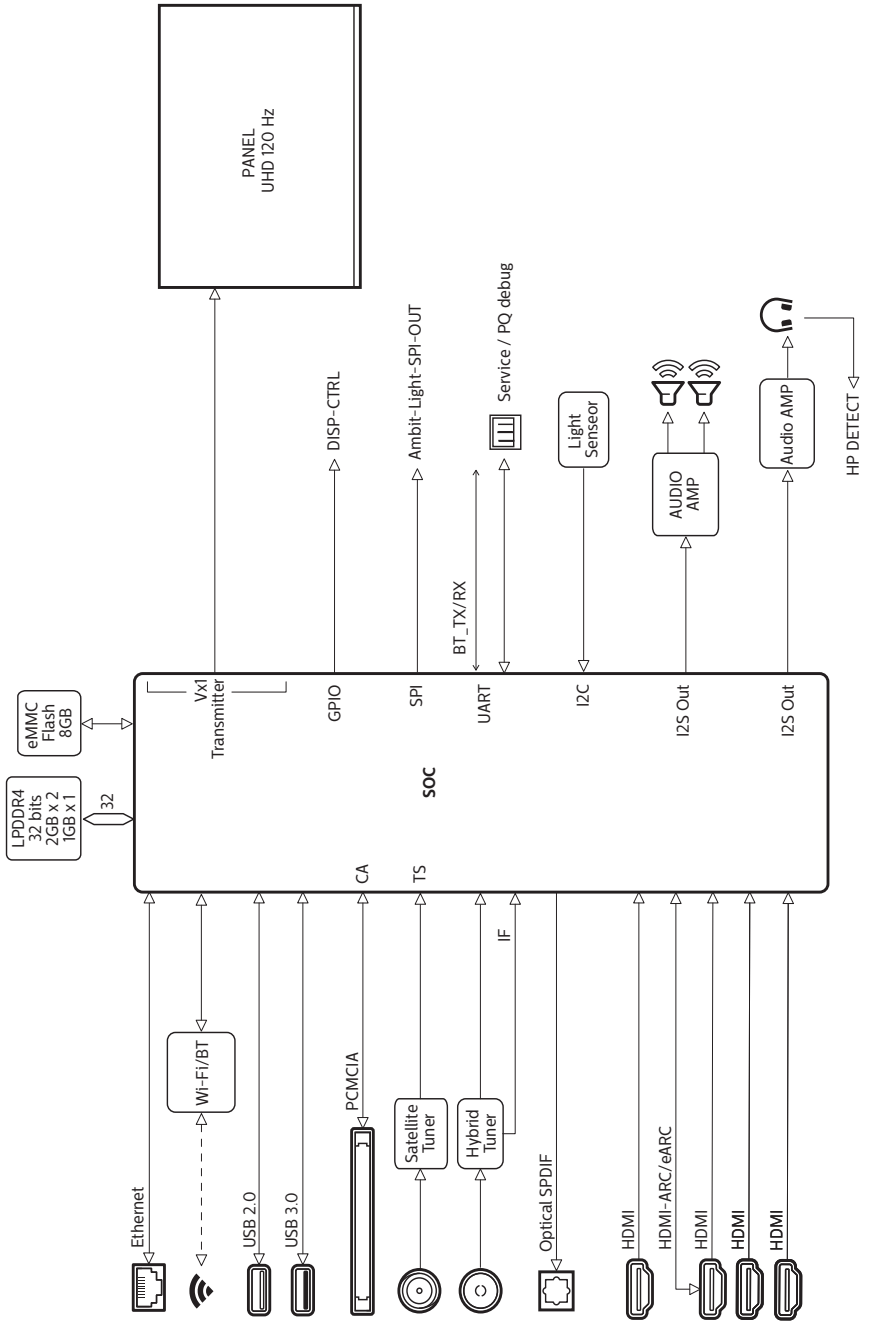 Ethernet
Wi-Fi/BT
USB 2.0
USB 3.0
PCMCIA
CA
Satellite
Tuner
TS
Hybrid
Tuner
IF
Optical SPDIF
HDMI
HDMI-ARC/eARC
HDMI
HDMI
HDMI
LPDDR4
32 bits
2GB x 2
1GB x 1
32
eMMC
Flash
8GB
SOC
Vx1
Transmitter
GPIO
SPI
UART
I2C
I2S Out
I2S Out
PANEL
UHD 120 Hz
DISP-CTRL
Ambit-Light-SPI-OUT
BT_TX/RX
Service / PQ debug
Light
Senseor
AUDIO
AMP
Audio AMP
HP DETECT